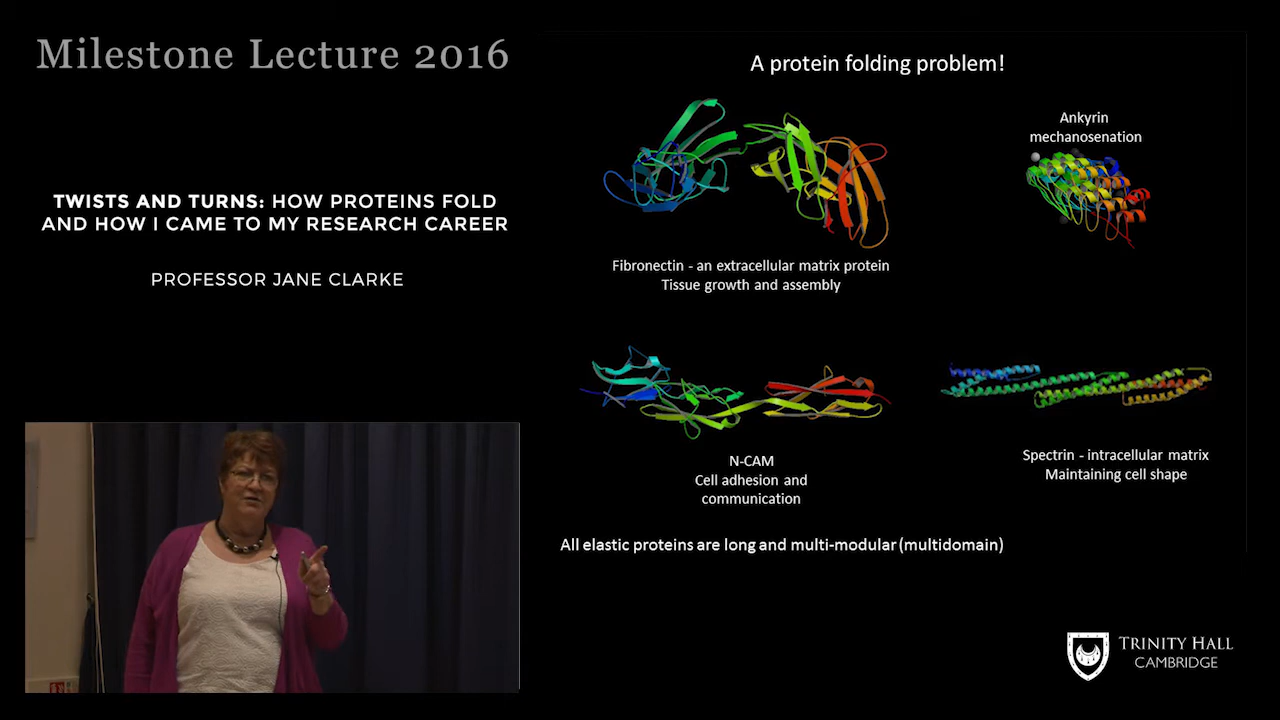 Milestone Lecture 2016
TWISTS AND TURNS: HOW PROTEINS FOLD
AND HOW I CAME TO MY RESEARCH CAREER
PROFESSOR JANE CLARKE
A protein folding problem!
Ankyrin
mechanosenation
Fibronectin - an extracellular matrix protein
Tissue growth and assembly
N-CAM
Cell adhesion and
communication
Spectrin - intracellular matrix
Maintaining cell shape
All elastic proteins are long and multi-modular (multidomain)
TRINITY HALL
CAMBRIDGE